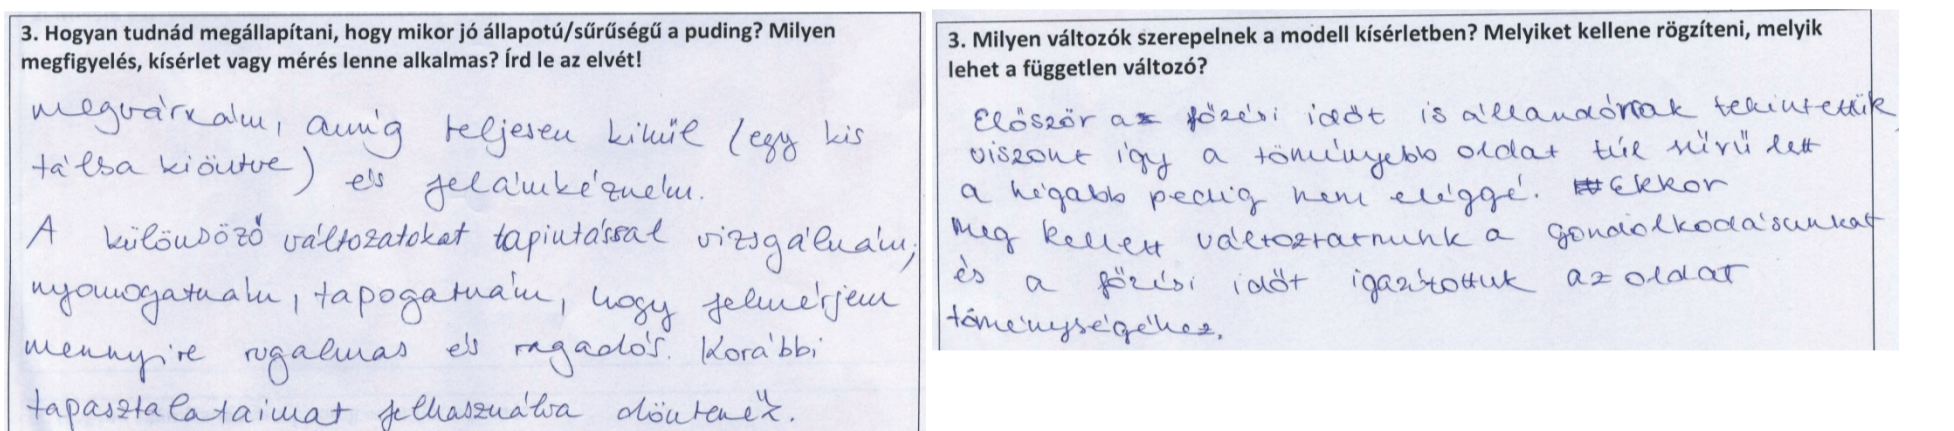 3. Hogyan tudnád megállapítani, hogy mikor jó állapotú/sűrűségű a puding? Milyen
megfigyelés, kísérlet vagy mérés lenne alkalmas? Írd le az elvét!
megvárnám, amíg teljesen kihűl (egy kis
tálba kiöntve) és felámkéznem.
A különböző változatokat tapintással vizsgálnám,
nyomogatnám, tapogatnám, hogy felmérjem
mennyire rugalmas és ragadós. Korábbi
tapasztalataimat felhasználva döntenék.
3. Milyen változók szerepelnek a modell kísérletben? Melyiket kellene rögzíteni, melyik
lehet a független változó?
Először az főzési időt is állandónak tekintettük,
viszont így a töményebb oldat túl sűrű lett
a hígabb pedig nem eléggé. Ekkor
meg kellett változtatnunk a gondolkodásunkat
és a főzési időt igazítottuk az oldat
töménységéhez.